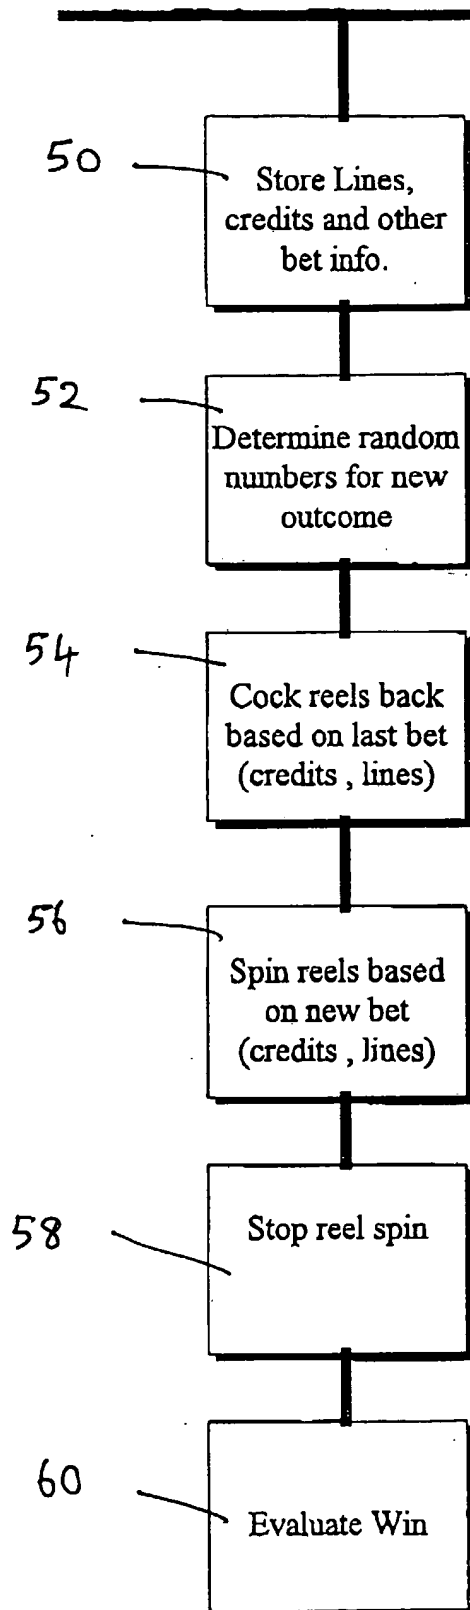 50
Store Lines,
credits and other
bet info.
52
Determine random
numbers for new
outcome
54
Cock reels back
based on last bet
(credits , lines)
56
Spin reels based
on new bet
(credits , lines)
58
Stop reel spin
60
Evaluate Win